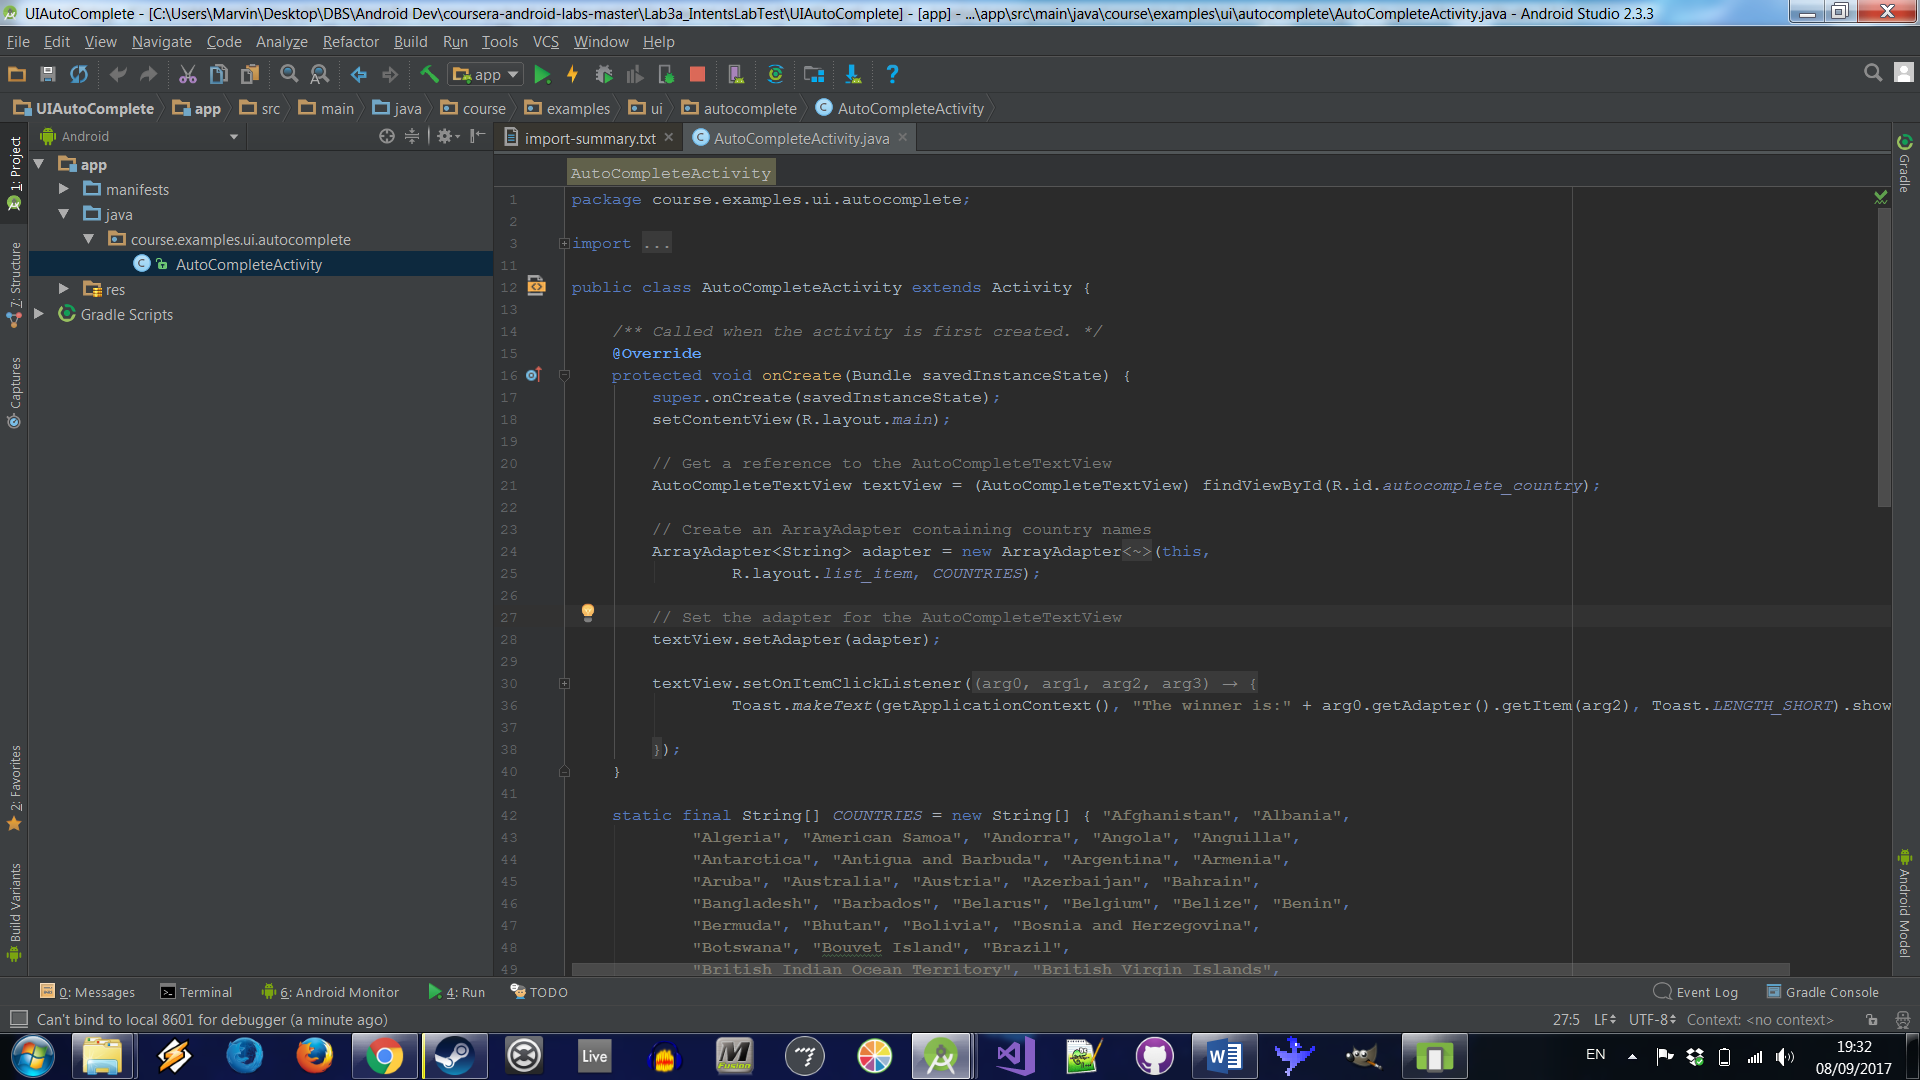 UIAutoComplete - [C:\Users\Marvin\Desktop\DBS\Android Dev\coursera-android-labs-master\Lab3a_IntentsLabTest\UIAutoComplete] - [app] - ...\app\src\main\java\course\examples\ui\autocomplete\AutoCompleteActivity.java - Android Studio 2.3.3
File Edit View Navigate Code Analyze Refactor Build Run Tools VCS Window Help
app
UIAutoComplete app src main java course examples ui autocomplete AutoCompleteActivity
Android
import-summary.txt AutoCompleteActivity.java
1: Project
7: Structure
Captures
2: Favorites
Build Variants
app
manifests
java
course.examples.ui.autocomplete
AutoCompleteActivity
res
Gradle Scripts
AutoCompleteActivity
1 package course.examples.ui.autocomplete;
2
3 import ...
11
12 public class AutoCompleteActivity extends Activity {
13
14 /** Called when the activity is first created. */
15 @Override
16 protected void onCreate(Bundle savedInstanceState) {
17 super.onCreate(savedInstanceState);
18 setContentView(R.layout.main);
19
20 // Get a reference to the AutoCompleteTextView
21 AutoCompleteTextView textView = (AutoCompleteTextView) findViewById(R.id.autocomplete_country);
22
23 // Create an ArrayAdapter containing country names
24 ArrayAdapter<String> adapter = new ArrayAdapter<~>(this,
25 R.layout.list_item, COUNTRIES);
26
27 // Set the adapter for the AutoCompleteTextView
28 textView.setAdapter(adapter);
29
30 textView.setOnItemClickListener((arg0, arg1, arg2, arg3) → {
36 Toast.makeText(getApplicationContext(), "The winner is:" + arg0.getAdapter().getItem(arg2), Toast.LENGTH_SHORT).show
37
38 });
40 }
41
42 static final String[] COUNTRIES = new String[] { "Afghanistan", "Albania",
43 "Algeria", "American Samoa", "Andorra", "Angola", "Anguilla",
44 "Antarctica", "Antigua and Barbuda", "Argentina", "Armenia",
45 "Aruba", "Australia", "Austria", "Azerbaijan", "Bahrain",
46 "Bangladesh", "Barbados", "Belarus", "Belgium", "Belize", "Benin",
47 "Bermuda", "Bhutan", "Bolivia", "Bosnia and Herzegovina",
48 "Botswana", "Bouvet Island", "Brazil",
49 "British Indian Ocean Territory", "British Virgin Islands",
Gradle
Android Model
0: Messages Terminal 6: Android Monitor 4: Run TODO Event Log Gradle Console
Can't bind to local 8601 for debugger (a minute ago) 27:5 LF UTF-8 Context: <no context>
Live
EN
19:32
08/09/2017